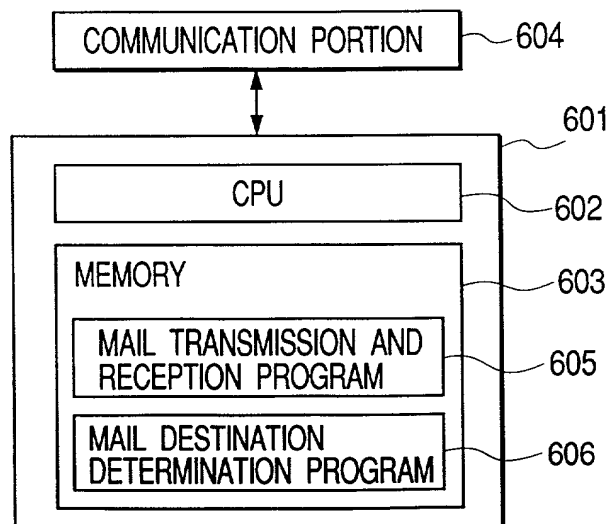 COMMUNICATION PORTION
604
601
CPU
602
MEMORY
603
MAIL TRANSMISSION AND
RECEPTION PROGRAM
605
MAIL DESTINATION
DETERMINATION PROGRAM
606